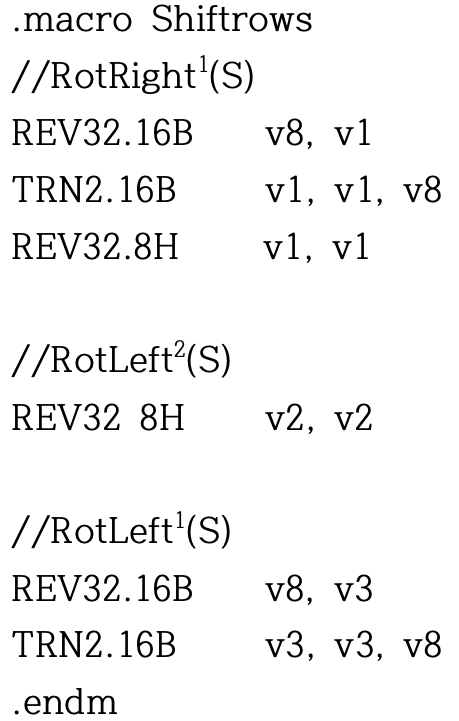 .macro Shiftrows
//RotRight¹(S)
REV32.16B v8, v1
TRN2.16B v1, v1, v8
REV32.8H v1, v1
//RotLeft²(S)
REV32 8H v2, v2
//RotLeft¹(S)
REV32.16B v8, v3
TRN2.16B v3, v3, v8
.endm